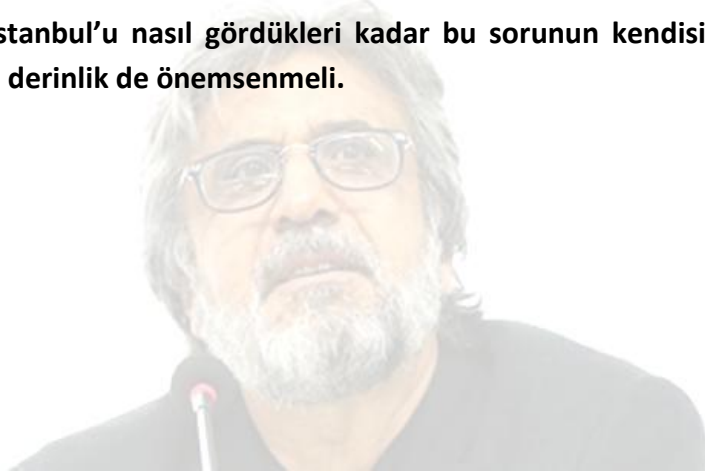 stanbul’u nasıl gördükleri kadar bu sorunun kendisi
derinlik de önemsenmeli.